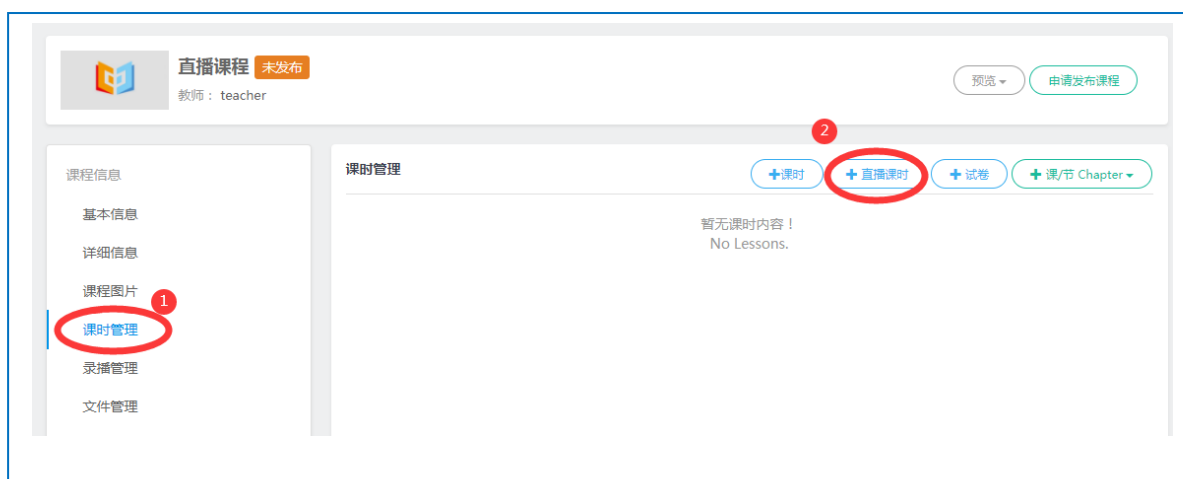 直播课程 未发布
教师： teacher
预览 申请发布课程
2
课程信息
基本信息
详细信息
课程图片
1
课时管理
录播管理
文件管理
课时管理
+课时 + 直播课时 + 试卷 + 课/节 Chapter
暂无课时内容！
No Lessons.